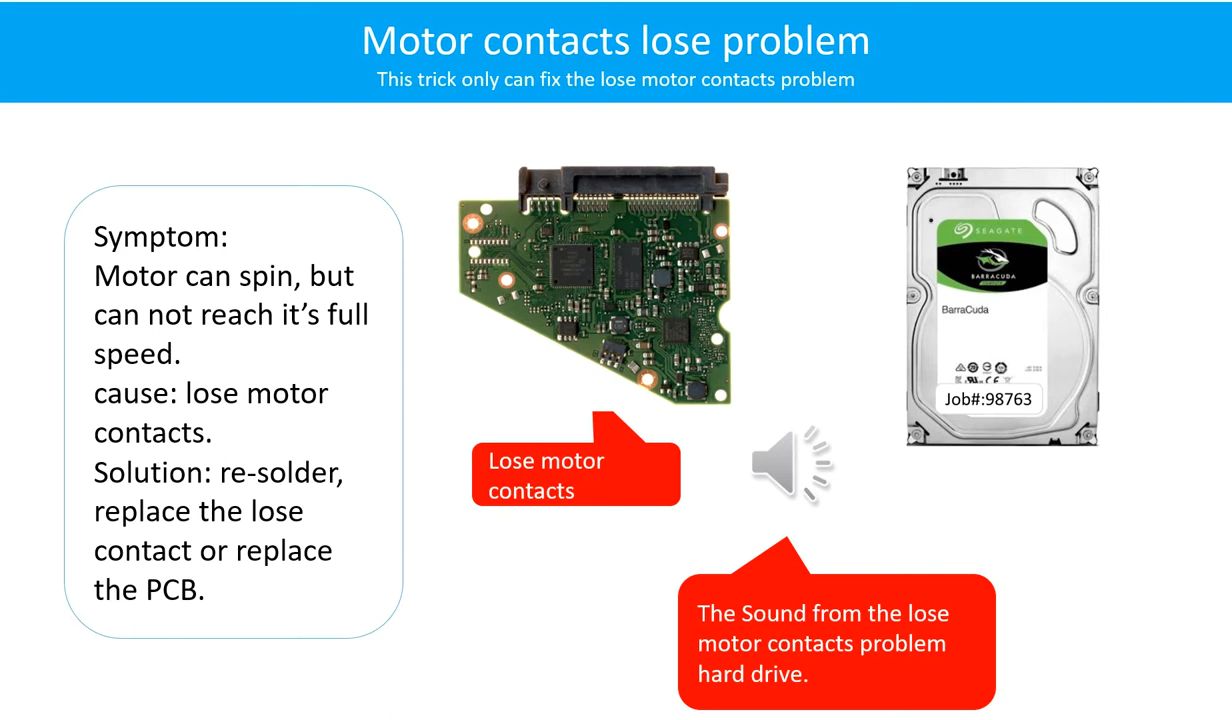 Motor contacts lose problem
This trick only can fix the lose motor contacts problem
Symptom:
Motor can spin, but
can not reach it’s full
speed.
cause: lose motor
contacts.
Solution: re-solder,
replace the lose
contact or replace
the PCB.
Lose motor
contacts
SEAGATE
BARRACUDA
BarraCuda
Job#:98763
The Sound from the lose
motor contacts problem
hard drive.